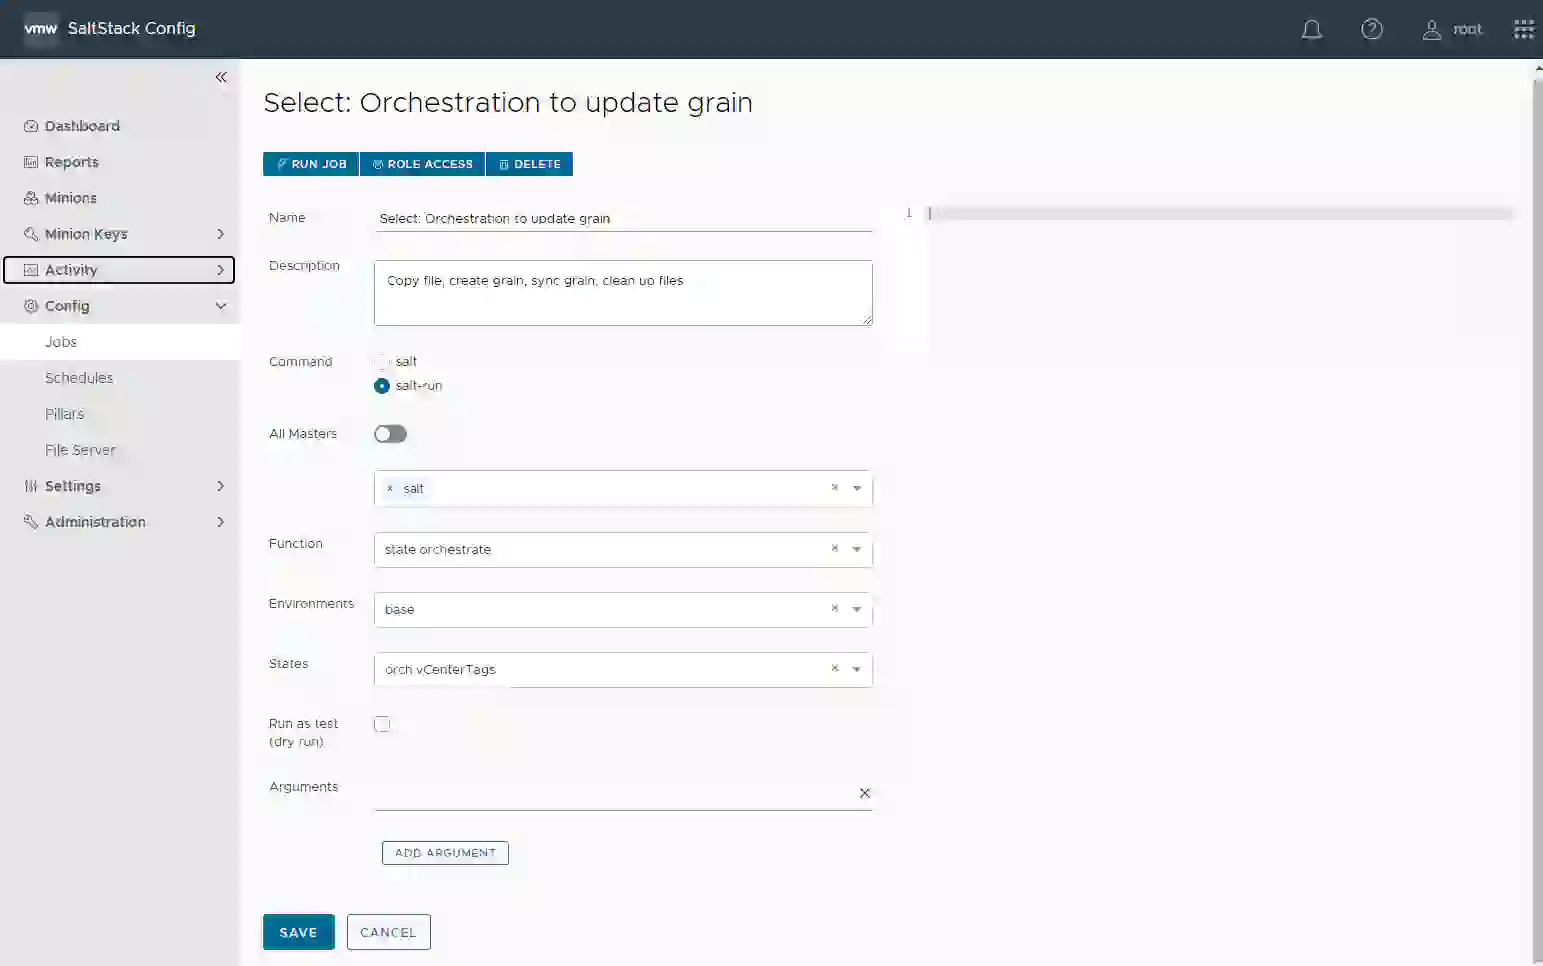 vmw SaltStack Config
root
Dashboard
Reports
Minions
Minion Keys
Activity
Config
Jobs
Schedules
Pillars
File Server
Settings
Administration
Select: Orchestration to update grain
RUN JOB ROLE ACCESS DELETE
Name Select: Orchestration to update grain
Description Copy file, create grain, sync grain, clean up files
Command salt
salt-run
All Masters
× salt
Function state.orchestrate
Environments base
States orch.vCenterTags
Run as test
(dry run)
Arguments
ADD ARGUMENT
SAVE CANCEL
1